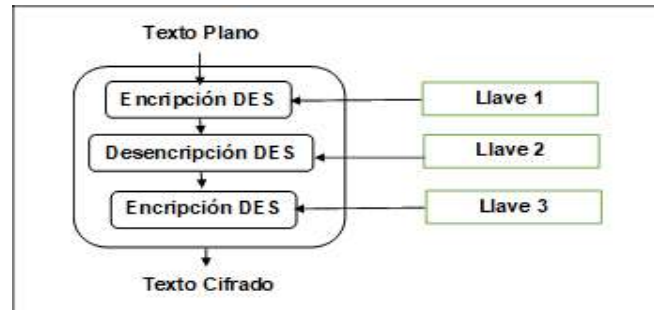 Texto Plano
Encripción DES
Llave 1
Desencripción DES
Llave 2
Encripción DES
Llave 3
Texto Cifrado